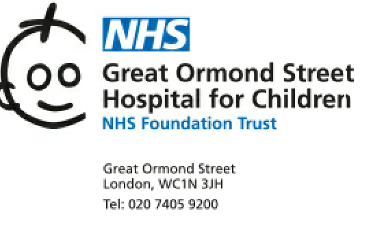 NHS
Great Ormond Street
Hospital for Children
NHS Foundation Trust
Great Ormond Street
London, WC1N 3JH
Tel: 020 7405 9200